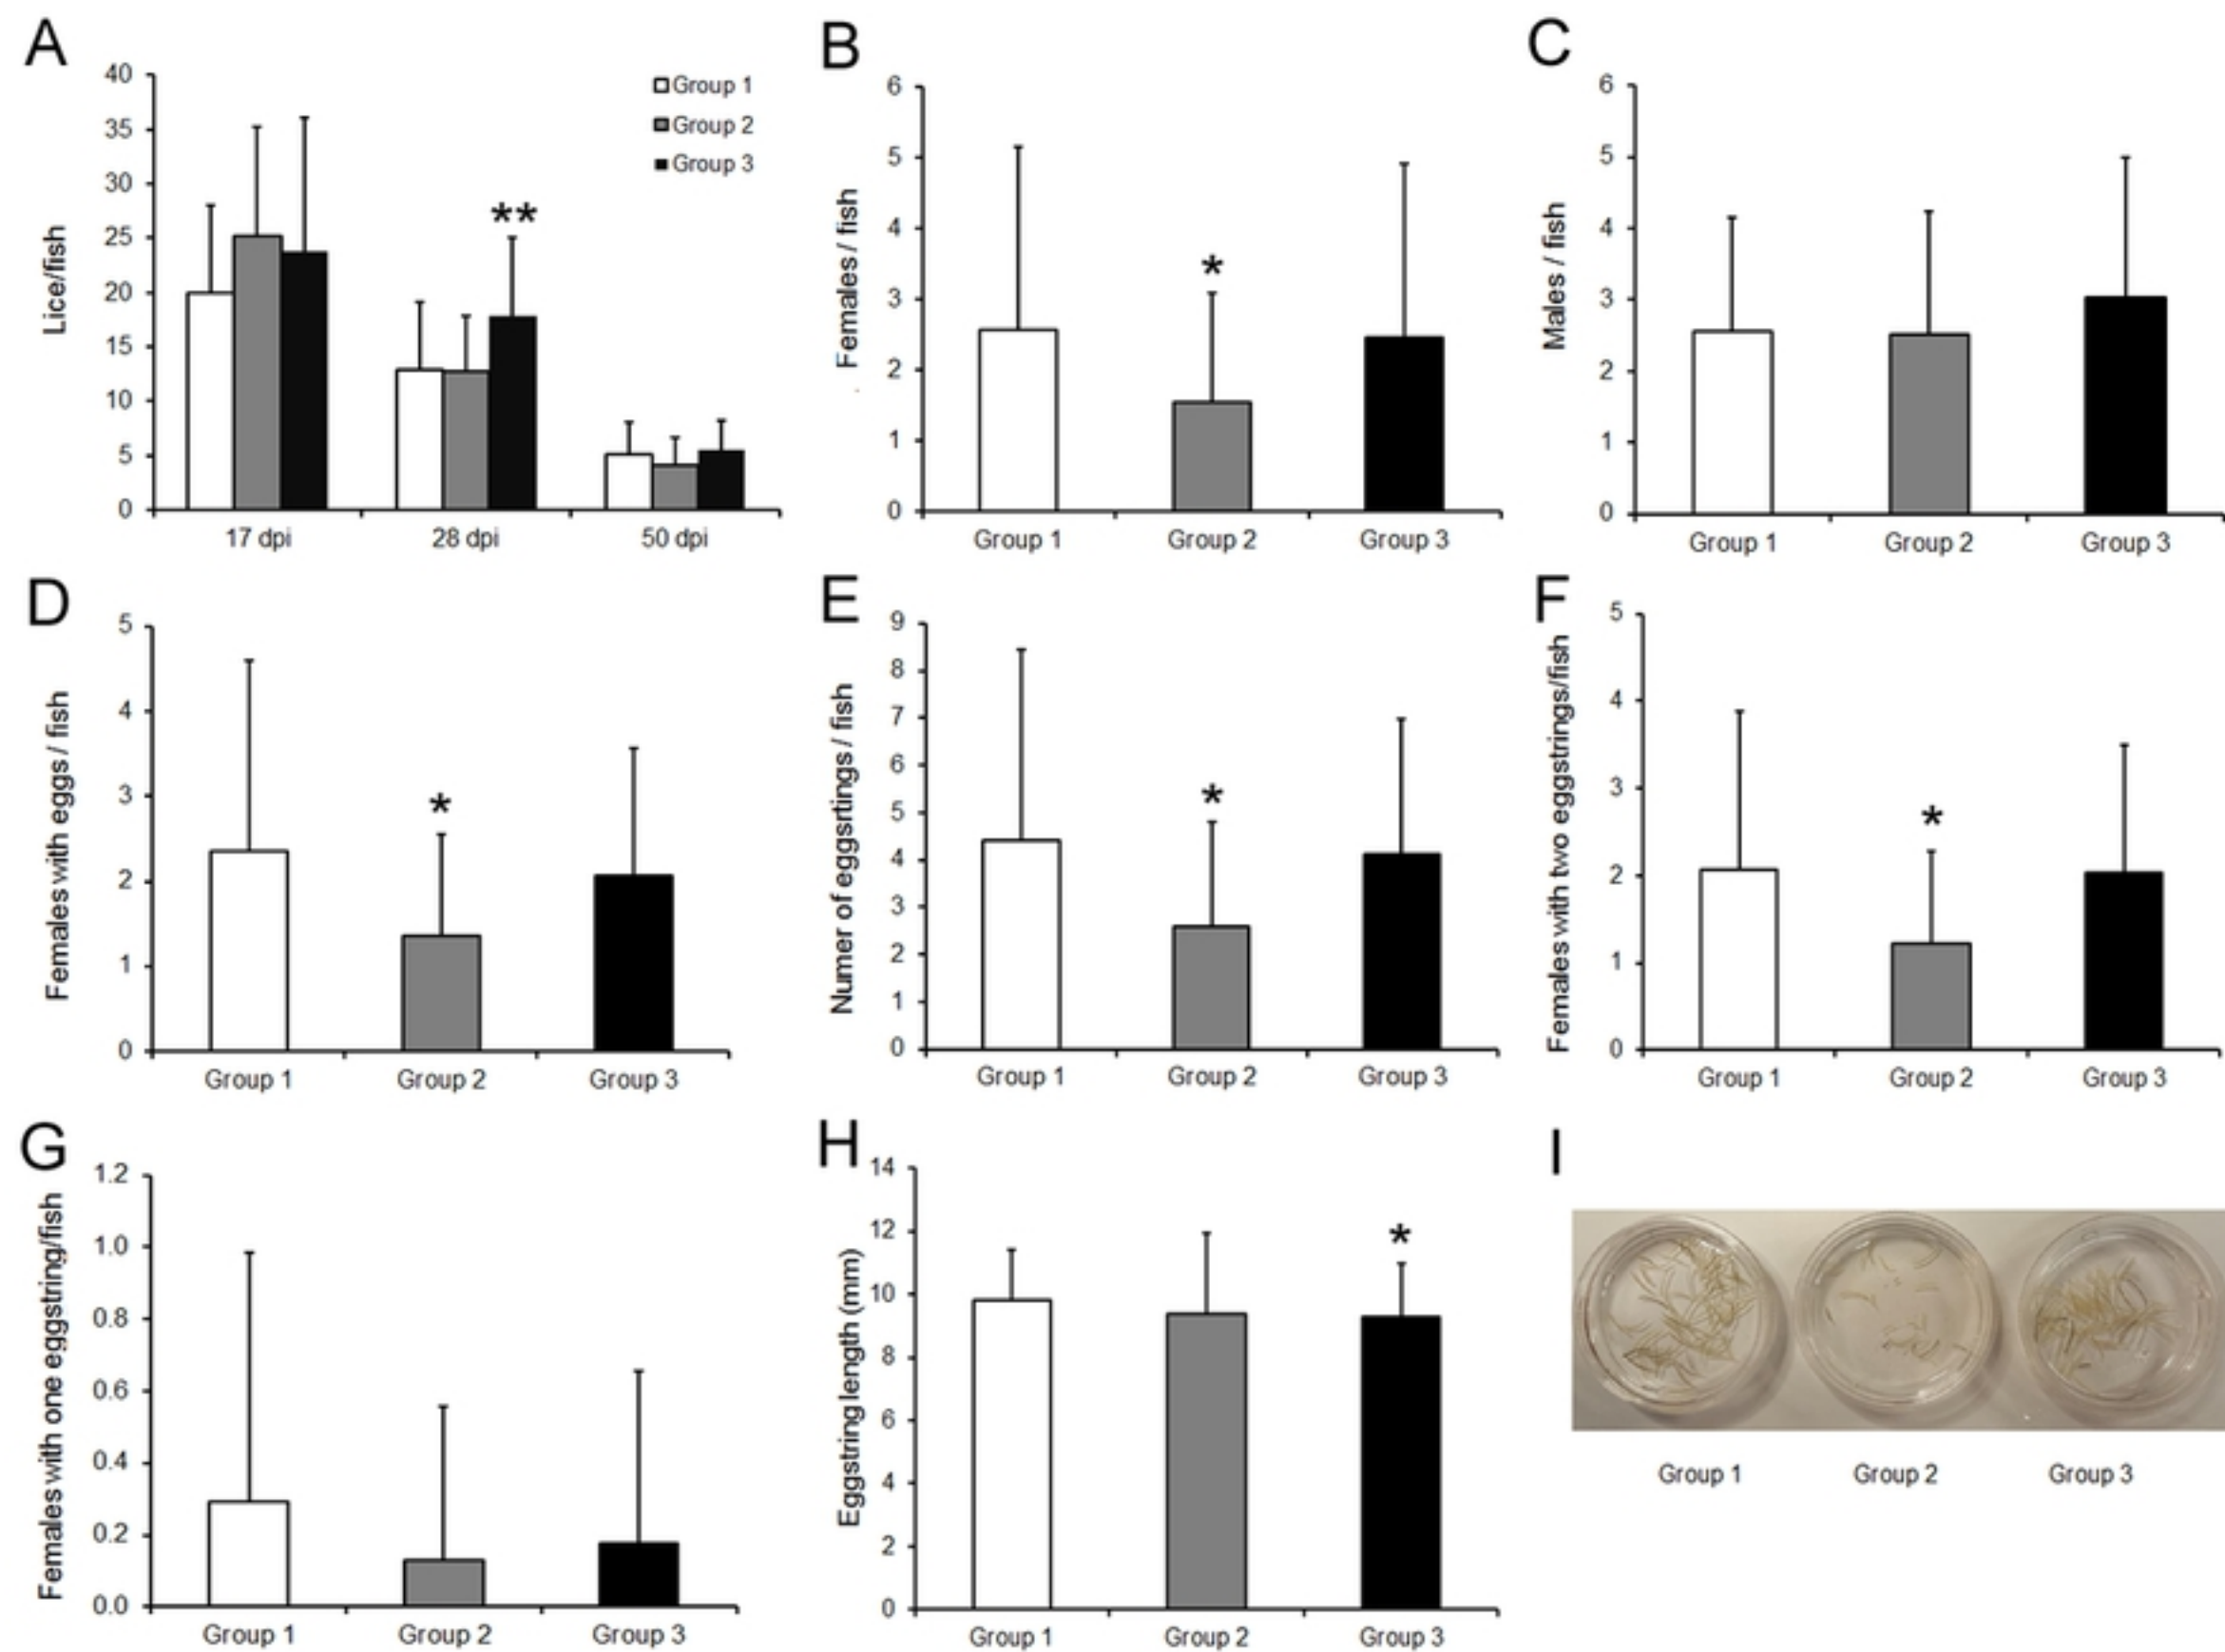 A
40
35
30
25
20
15
10
5
0
Lice/fish
Group 1
Group 2
Group 3
**
17 dpi 28 dpi 50 dpi
B
6
5
4
3
2
1
0
Females / fish
*
Group 1 Group 2 Group 3
C
6
5
4
3
2
1
0
Males / fish
Group 1 Group 2 Group 3
D
5
4
3
2
1
0
Females with eggs / fish
*
Group 1 Group 2 Group 3
E
9
8
7
6
5
4
3
2
1
0
Numer of eggsrtings / fish
*
Group 1 Group 2 Group 3
F
5
4
3
2
1
0
Females with two eggstrings/fish
*
Group 1 Group 2 Group 3
G
1.2
1.0
0.8
0.6
0.4
0.2
0.0
Females with one eggstring/fish
Group 1 Group 2 Group 3
H
14
12
10
8
6
4
2
0
Eggstring length (mm)
*
Group 1 Group 2 Group 3
I
Group 1 Group 2 Group 3